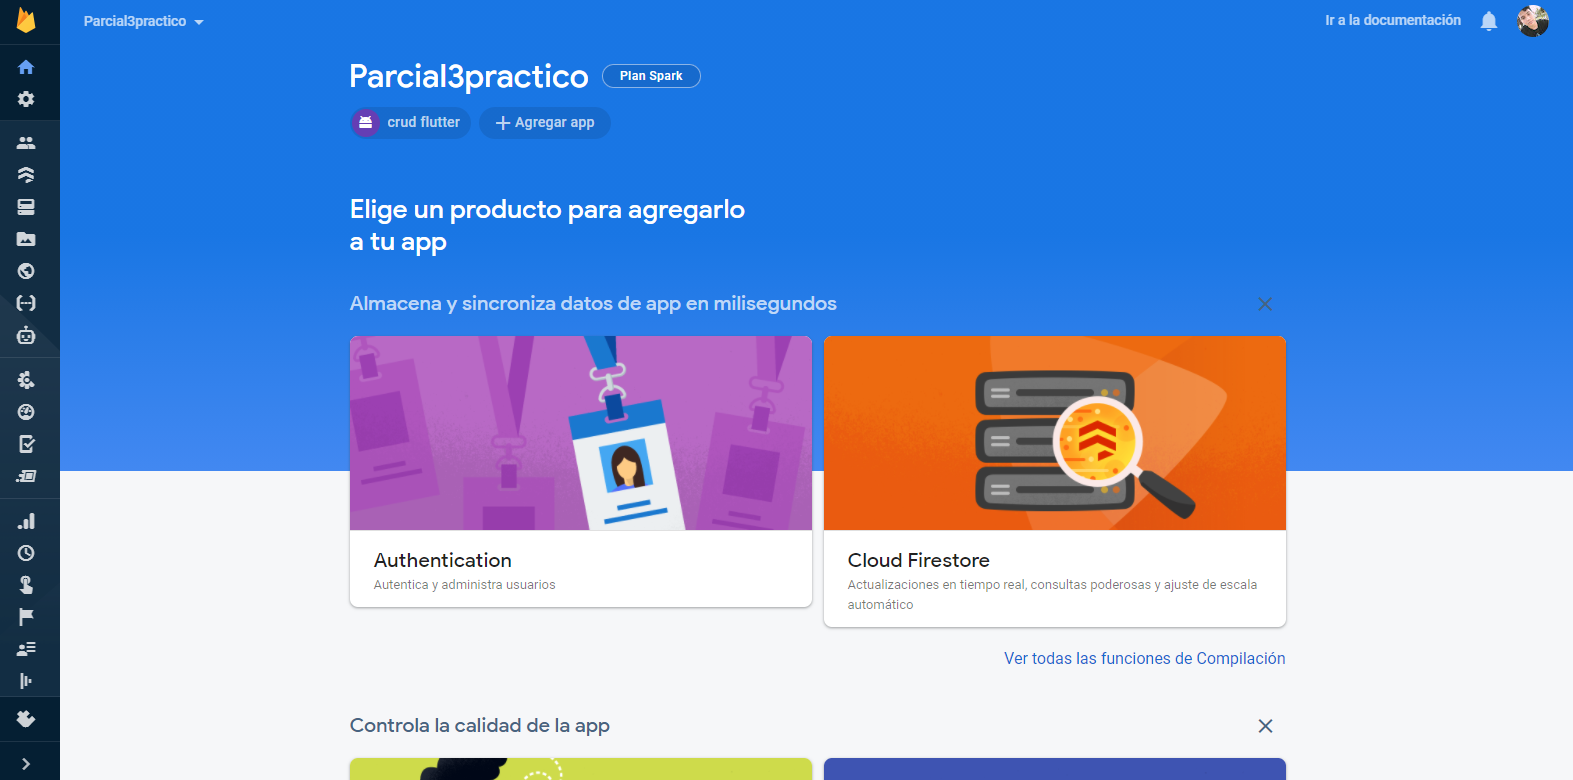 Parcial3practico
Ir a la documentación
Parcial3practico
Plan Spark
crud flutter
Agregar app
Elige un producto para agregarlo
a tu app
Almacena y sincroniza datos de app en milisegundos
Authentication
Autentica y administra usuarios
Cloud Firestore
Actualizaciones en tiempo real, consultas poderosas y ajuste de escala
automático
Ver todas las funciones de Compilación
Controla la calidad de la app